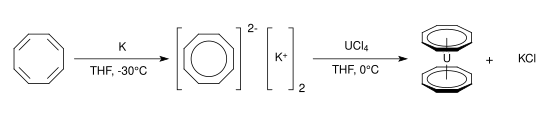 K
THF, -30°C
2-
K+
2
UCl4
THF, 0°C
U
+
KCl